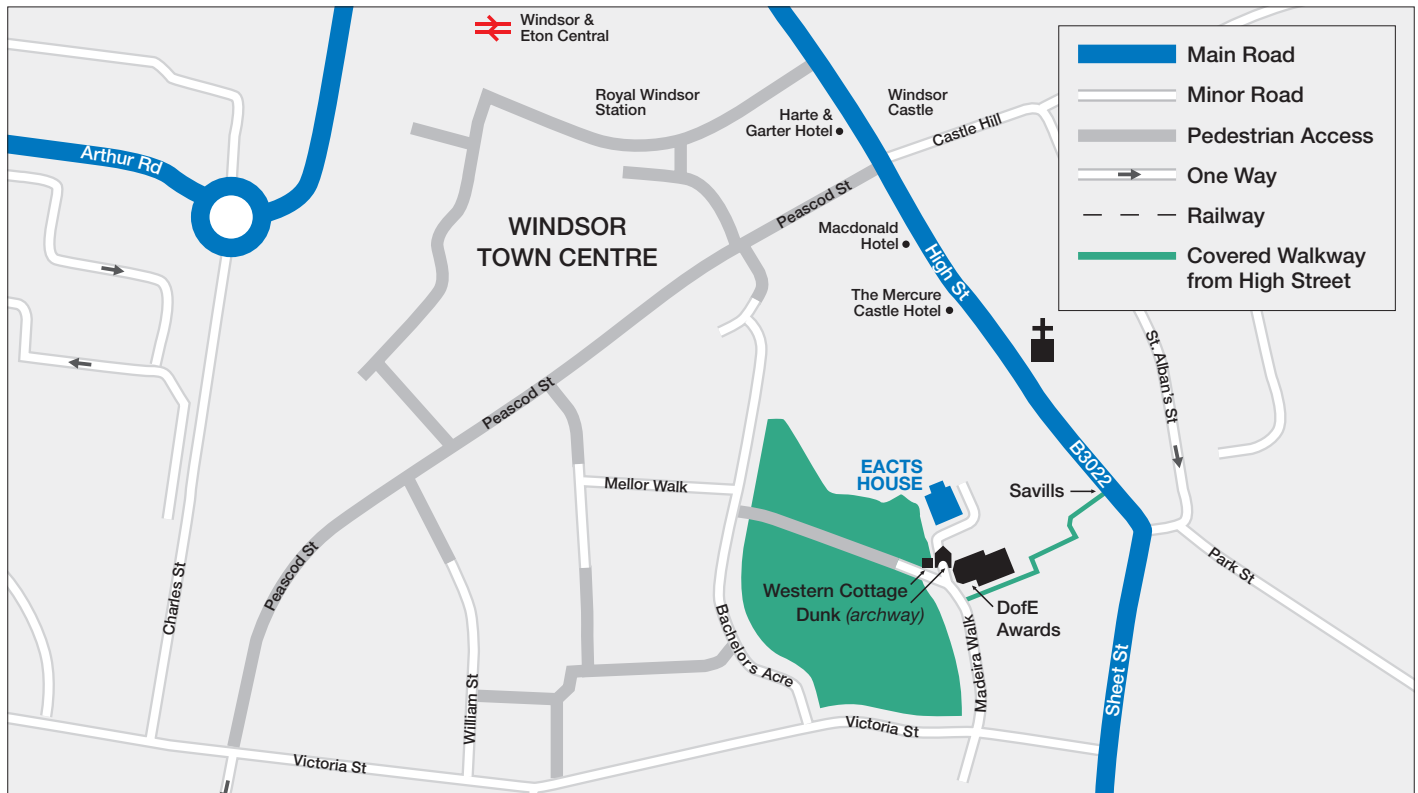 Windsor &
Eton Central
Royal Windsor
Station
Harte &
Garter Hotel
Windsor
Castle
Castle Hill
Main Road
Minor Road
Pedestrian Access
One Way
Railway
Covered Walkway
from High Street
Arthur Rd
WINDSOR
TOWN CENTRE
Peascod St
Macdonald
Hotel
High St
The Mercure
Castle Hotel
St. Alban's St
Peascod St
B3022
EACTS
HOUSE
Mellor Walk
Savills
Peascod St
Charles St
Park St
Western Cottage
Dunk (archway)
DofE
Awards
Bachelors Acre
Madeira Walk
William St
Sheet St
Victoria St
Victoria St